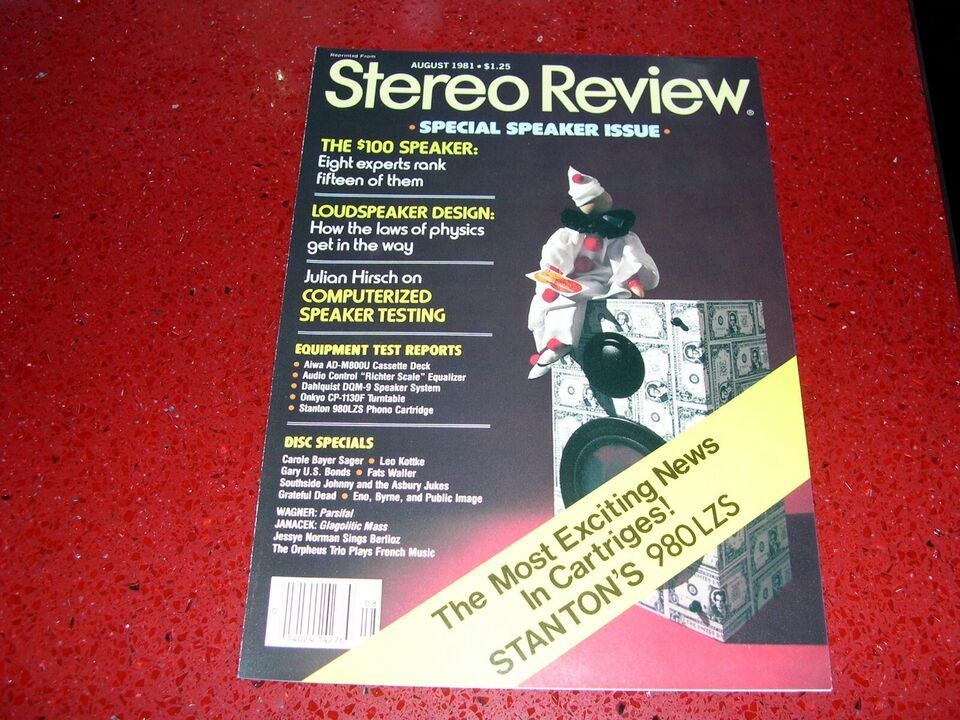 Reprinted From
AUGUST 1981 • $1.25
Stereo Review®
• SPECIAL SPEAKER ISSUE •
THE $100 SPEAKER:
Eight experts rank
fifteen of them
LOUDSPEAKER DESIGN:
How the laws of physics
get in the way
Julian Hirsch on
COMPUTERIZED
SPEAKER TESTING
EQUIPMENT TEST REPORTS
• Aiwa AD-M800U Cassette Deck
• Audio Control "Richter Scale" Equalizer
• Dahlquist DQM-9 Speaker System
• Onkyo CP-1130F Turntable
• Stanton 980LZS Phono Cartridge
DISC SPECIALS
Carole Bayer Sager • Leo Kottke
Gary U.S. Bonds • Fats Waller
Southside Johnny and the Asbury Jukes
Grateful Dead • Eno, Byrne, and Public Image
WAGNER: Parsifal
JANACEK: Glagolitic Mass
Jessye Norman Sings Berlioz
The Orpheus Trio Plays French Music
The Most Exciting News
In Cartriges!
STANTON'S 980LZS
08
0
14024 14276